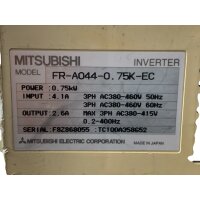 MITSUBISHI INVERTER
MODEL FR-A044-0.75K-EC
POWER : 0.75kW
INPUT : 4.1A 3PH AC380-460V 50Hz
3PH AC380-460V 60Hz
OUTPUT : 2.6A MAX 3PH AC380-415V
0.2-400Hz
SERIAL: F8Z868055 :TC100A358652
MITSUBISHI ELECTRIC CORPORATION MADE IN JAPAN